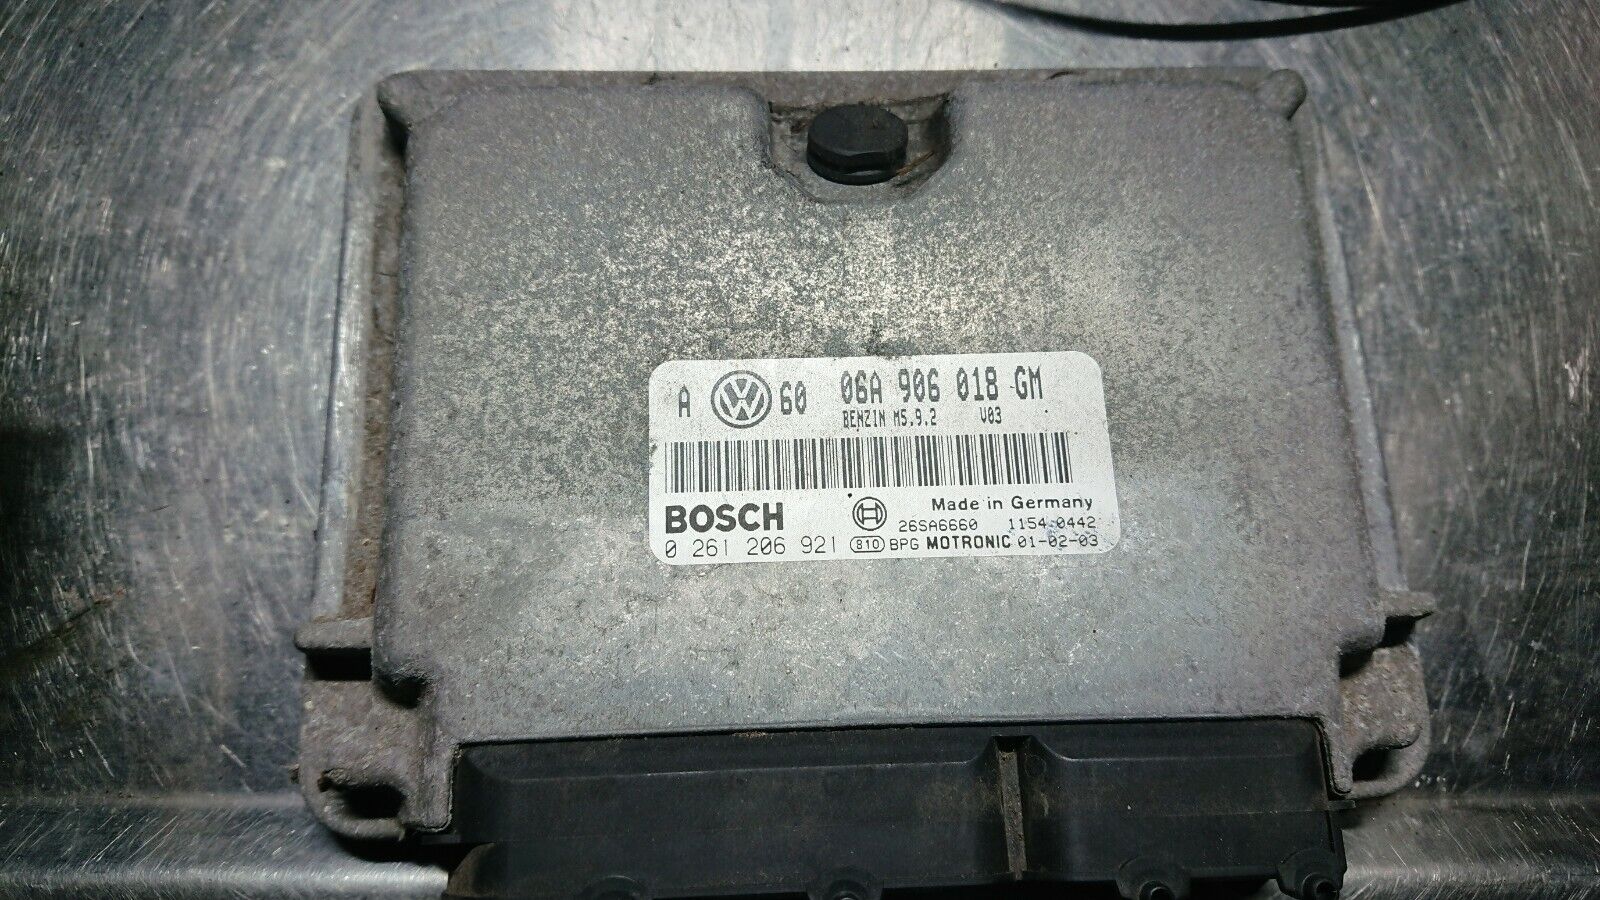 A VW 60 06A 906 018 GM
BENZIN M5.9.2 V03
BOSCH Made in Germany
26SA6660 1154.0442
0 261 206 921 810 BPG MOTRONIC 01-02-03